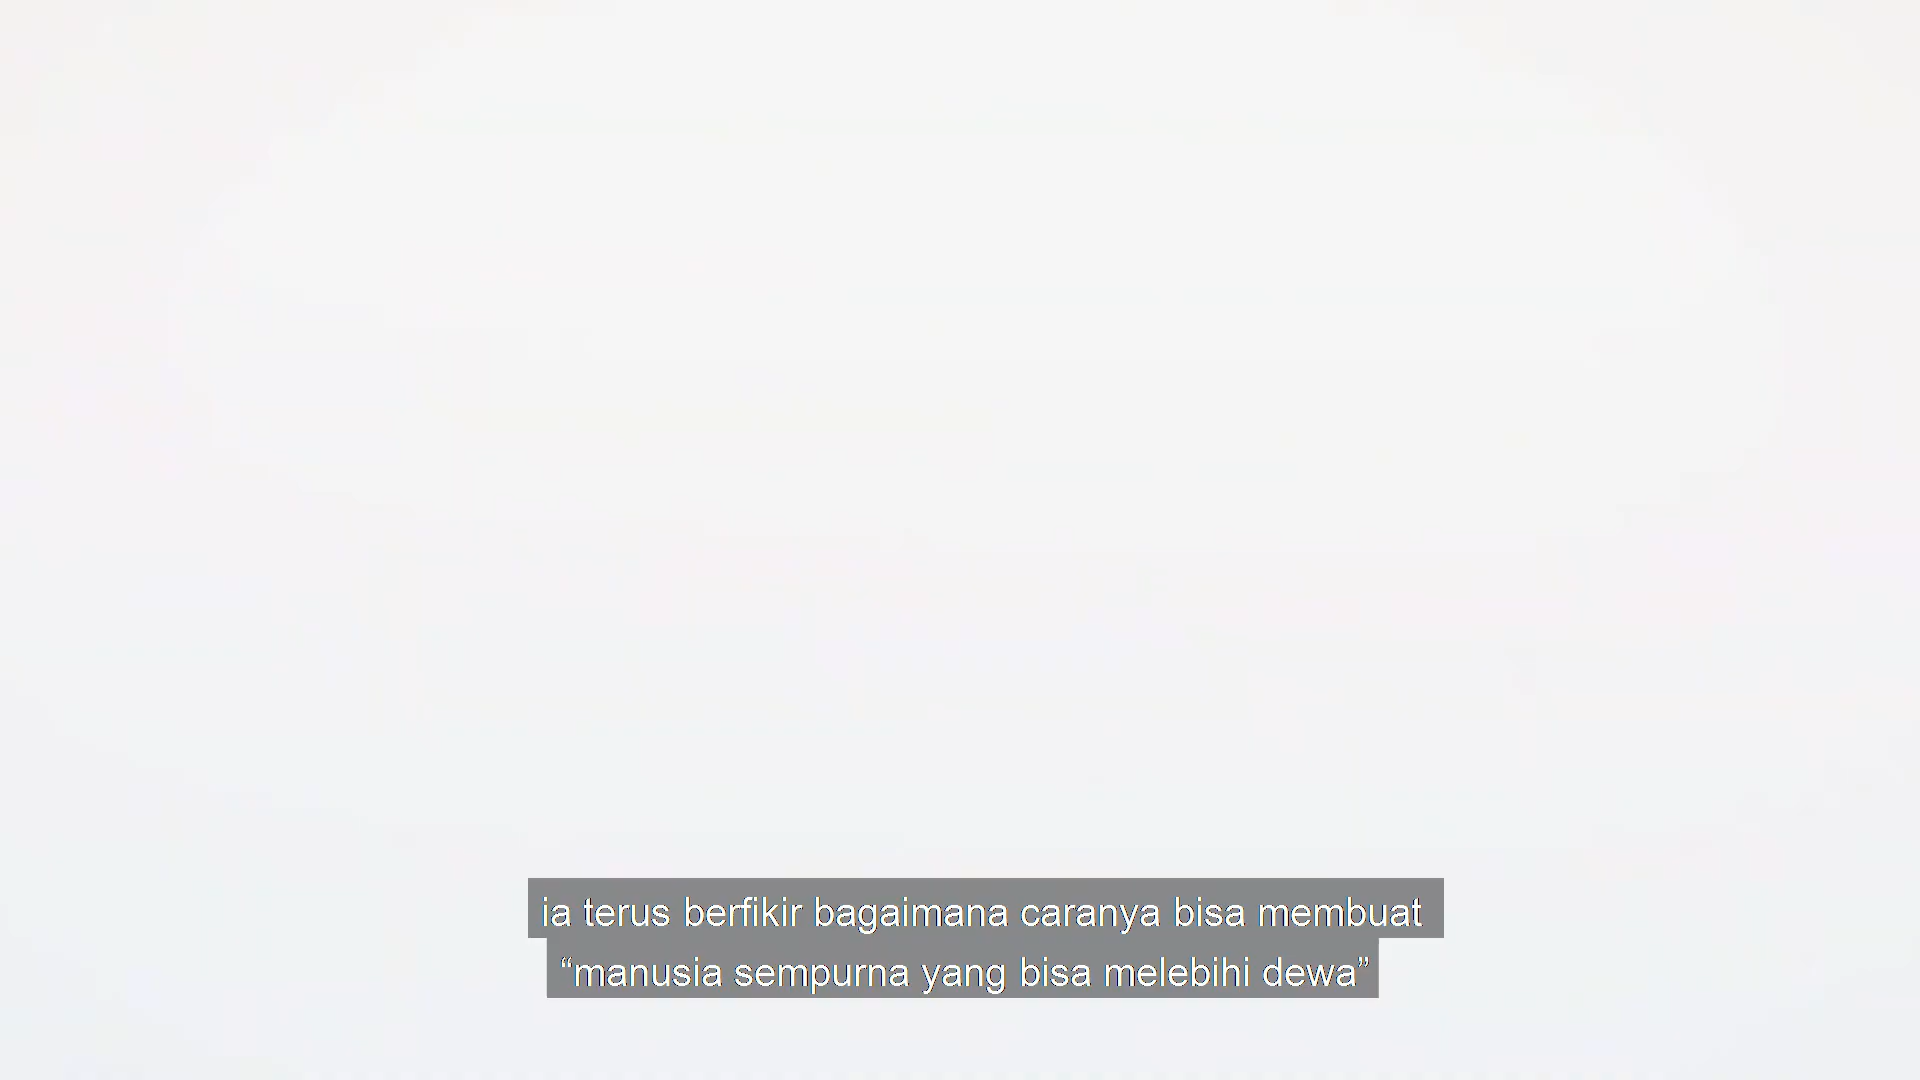 ia terus berfikir bagaimana caranya bisa membuat
“manusia sempurna yang bisa melebihi dewa”